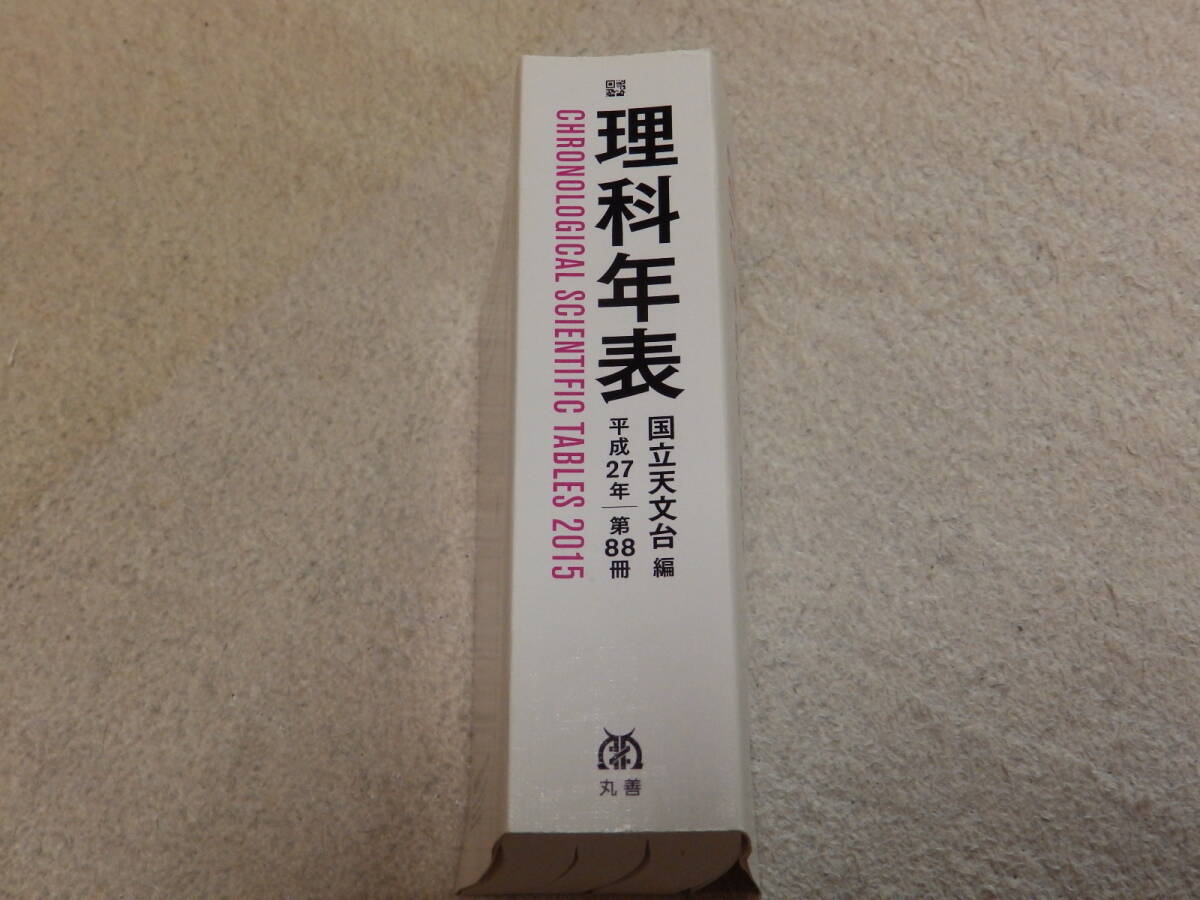 理科年表
国立天文台 編
平成27年 第88冊
CHRONOLOGICAL SCIENTIFIC TABLES 2015
丸善